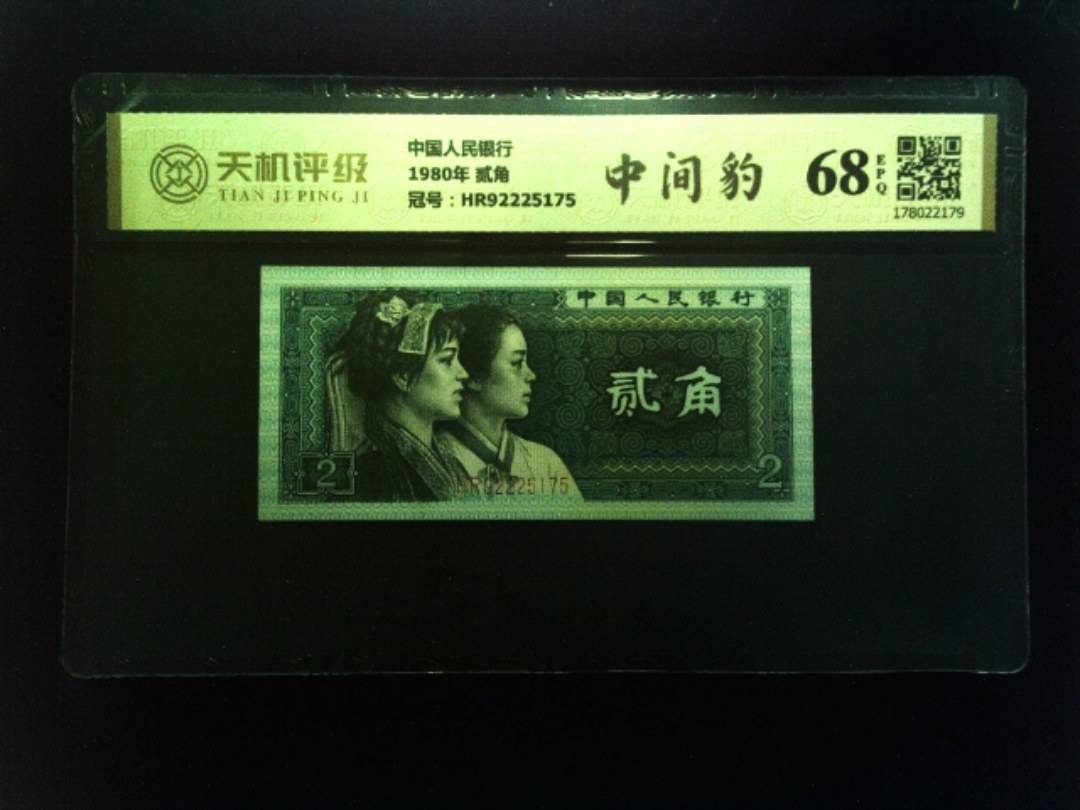 天机评级
TIAN JI PING JI
中国人民银行
1980年 贰角
冠号：HR92225175
中间豹
68
EPQ
178022179
中国人民银行
贰角
2
HR92225175
2